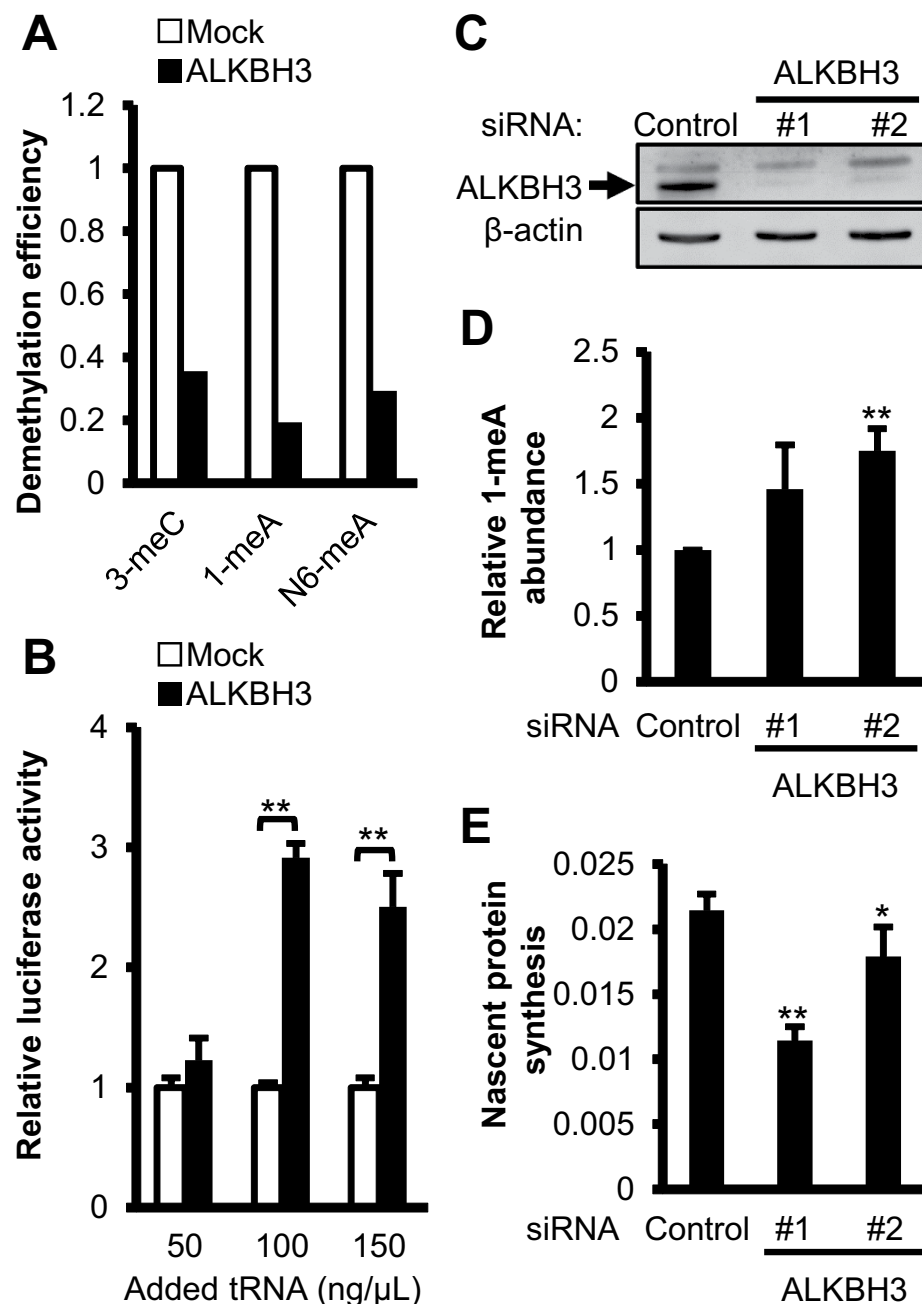 A
Mock
ALKBH3
Demethylation efficiency
1.2
1
0.8
0.6
0.4
0.2
0
3-meC
1-meA
N6-meA
B
Mock
ALKBH3
Relative luciferase activity
4
3
2
1
0
**
**
50
100
150
Added tRNA (ng/µL)
C
ALKBH3
siRNA:
Control
#1
#2
ALKBH3
β-actin
D
Relative 1-meA
abundance
2.5
2
1.5
1
0.5
0
**
siRNA
Control
#1
#2
ALKBH3
E
Nascent protein
synthesis
0.025
0.02
0.015
0.01
0.005
0
**
*
siRNA
Control
#1
#2
ALKBH3